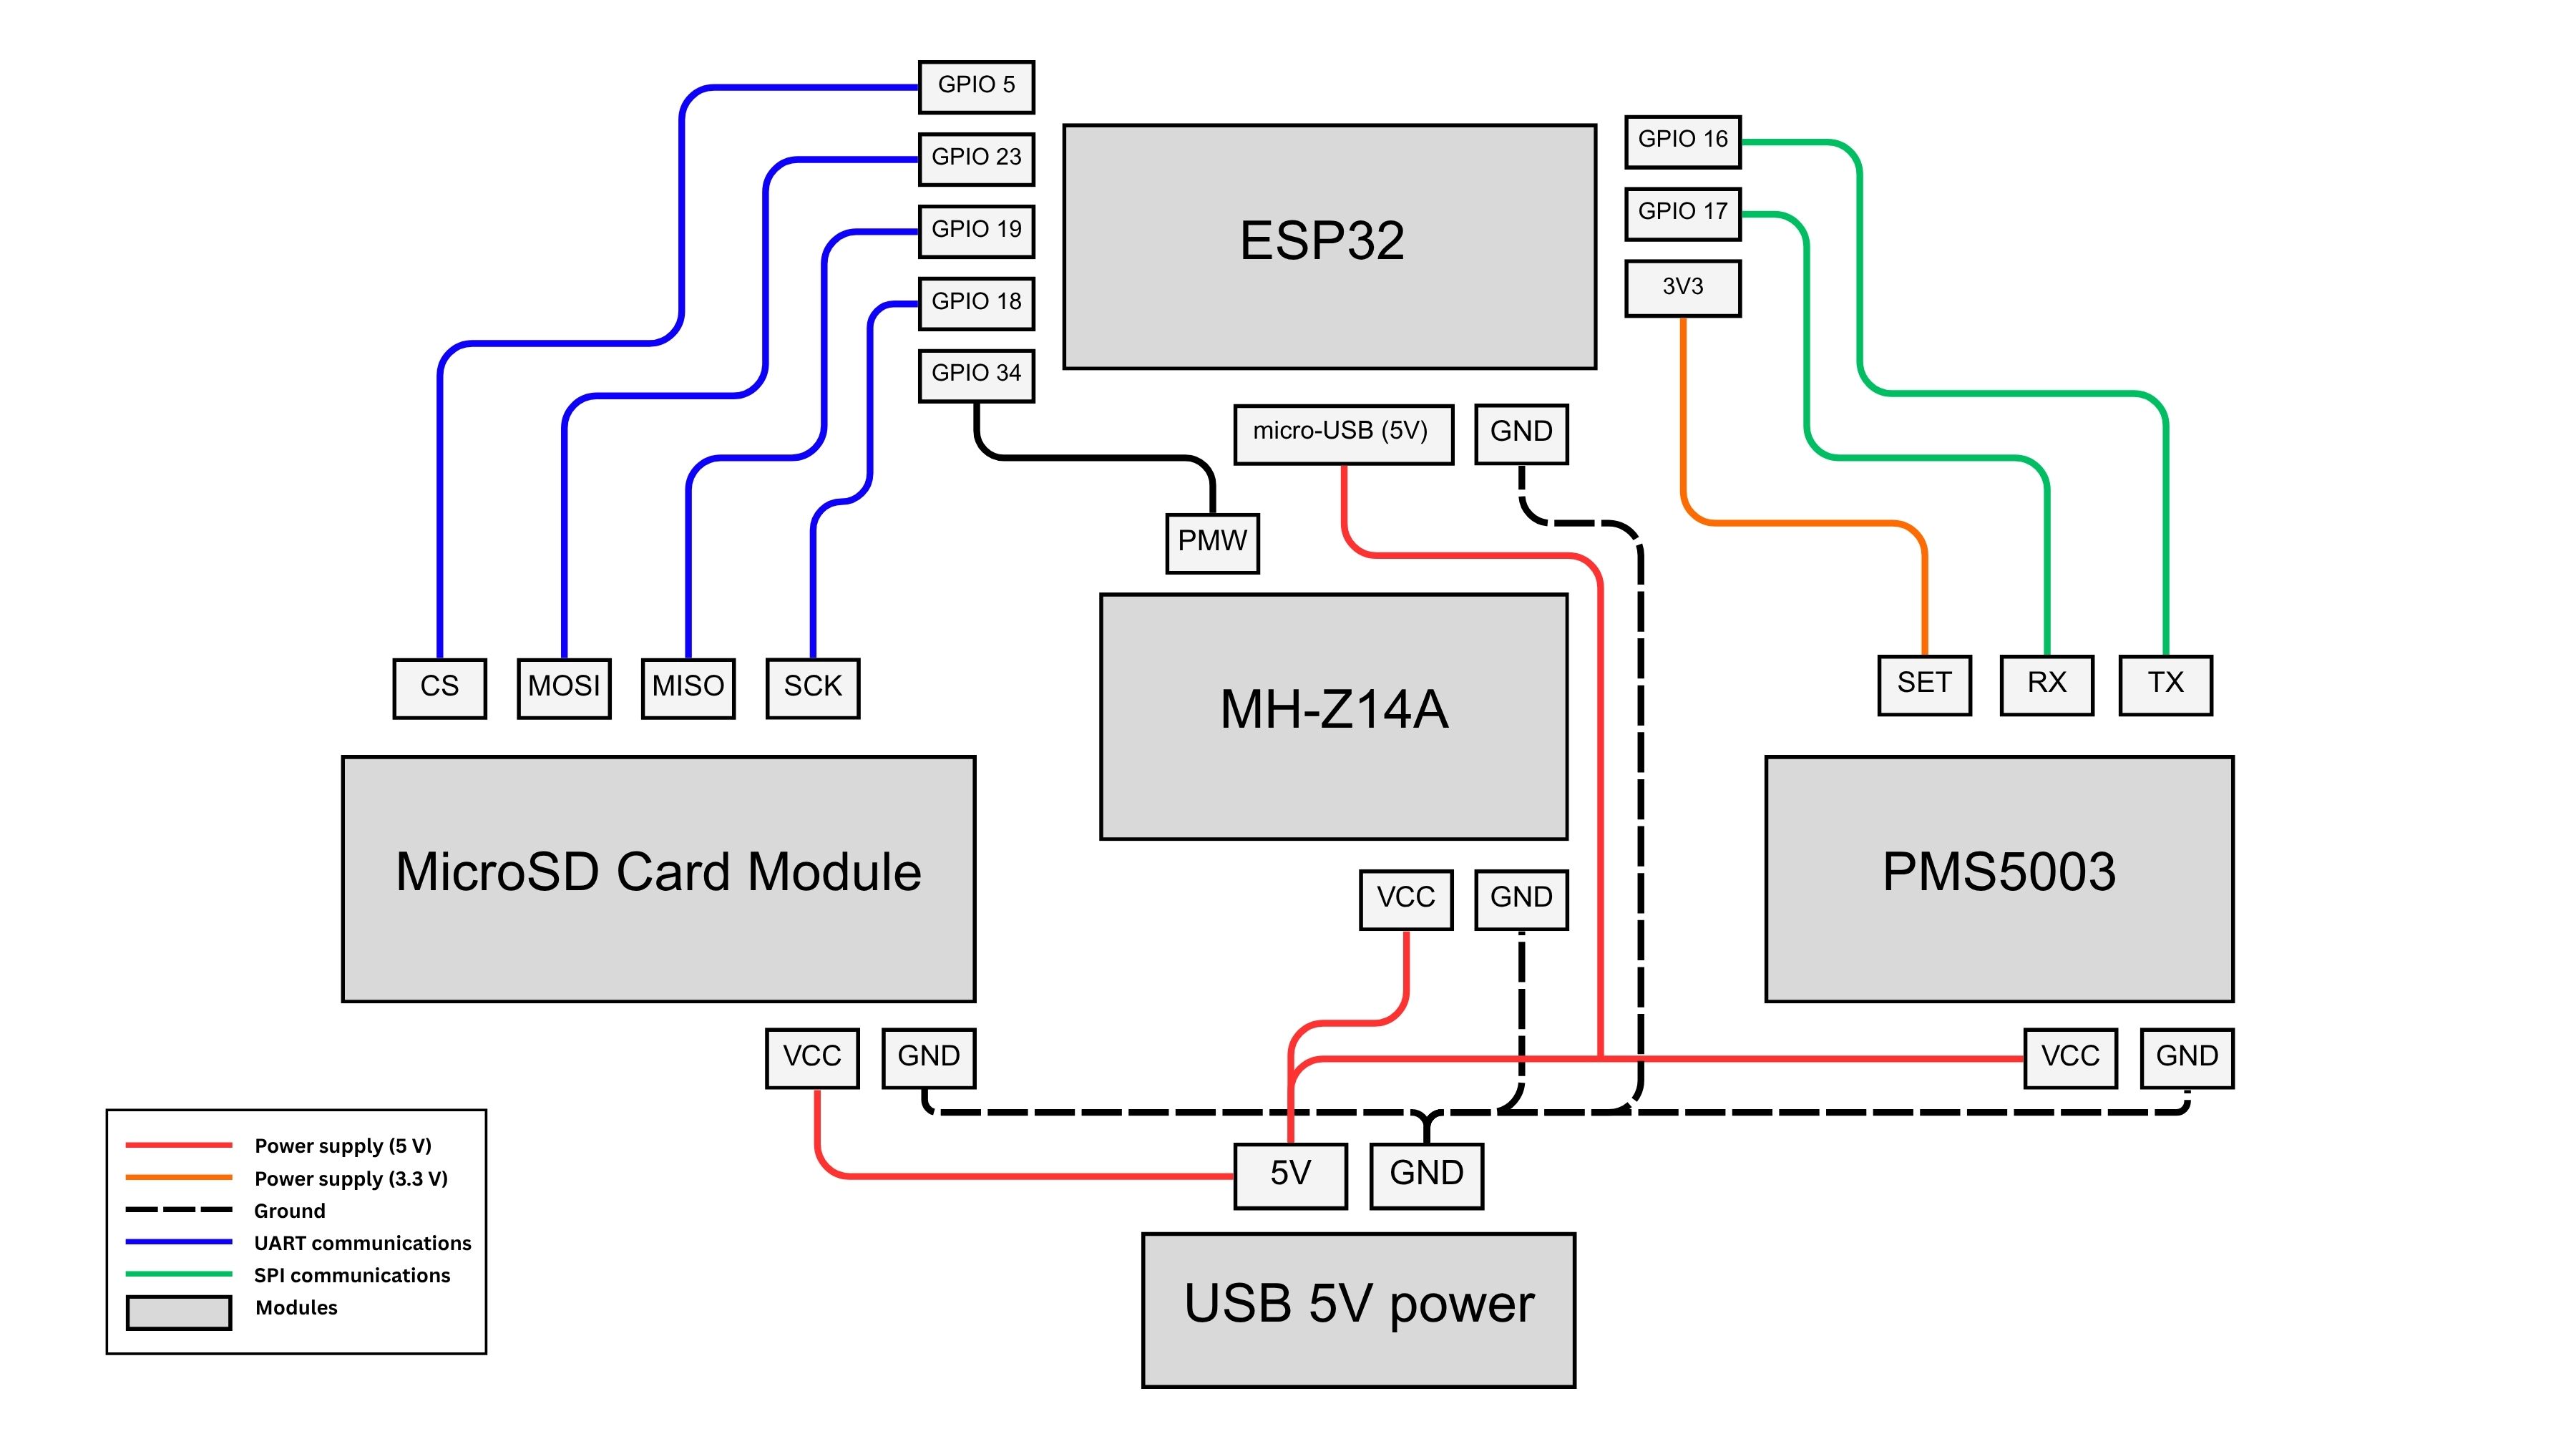 GPIO 5
GPIO 23
GPIO 19
GPIO 18
GPIO 34
ESP32
GPIO 16
GPIO 17
3V3
micro-USB (5V)
GND
PMW
MH-Z14A
VCC
GND
CS
MOSI
MISO
SCK
MicroSD Card Module
VCC
GND
SET
RX
TX
PMS5003
VCC
GND
5V
GND
USB 5V power
Power supply (5 V)
Power supply (3.3 V)
Ground
UART communications
SPI communications
Modules